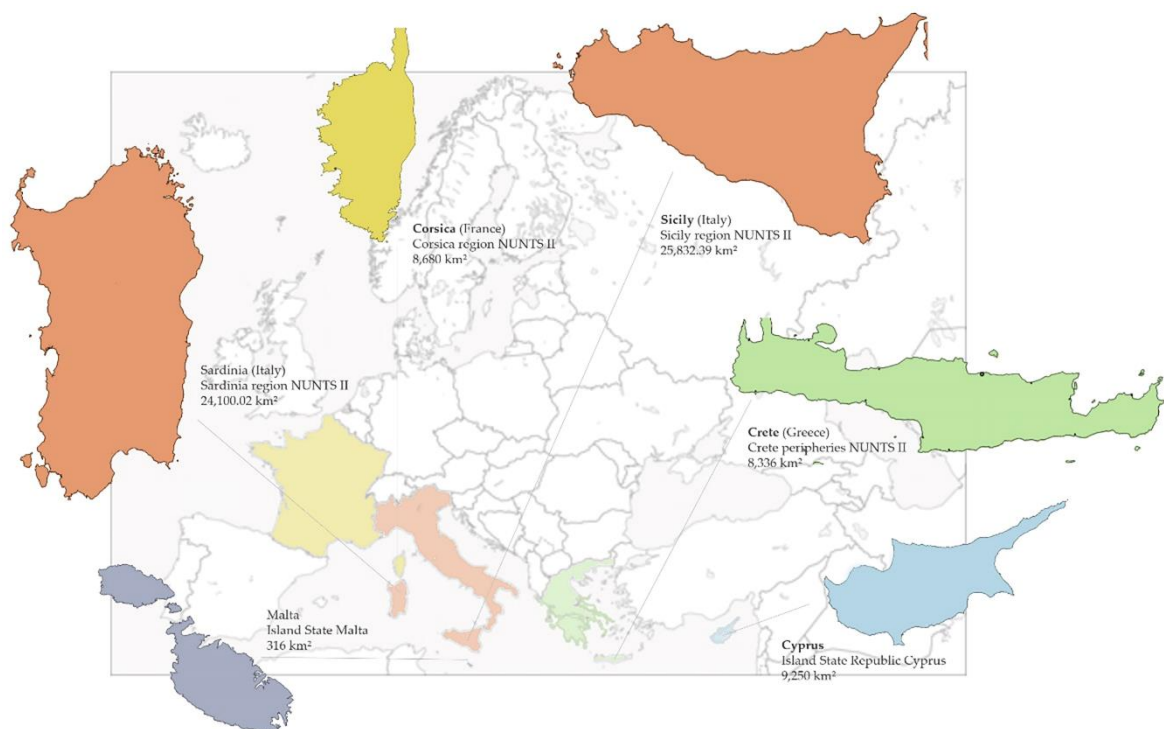 Corsica (France)
Corsica region NUNTS II
8,680 km²
Sicily (Italy)
Sicily region NUNTS II
25,832.39 km²
Sardinia (Italy)
Sardinia region NUNTS II
24,100.02 km²
Crete (Greece)
Crete peripheries NUNTS II
8,336 km²
Malta
Island State Malta
316 km²
Cyprus
Island State Republic Cyprus
9,250 km²